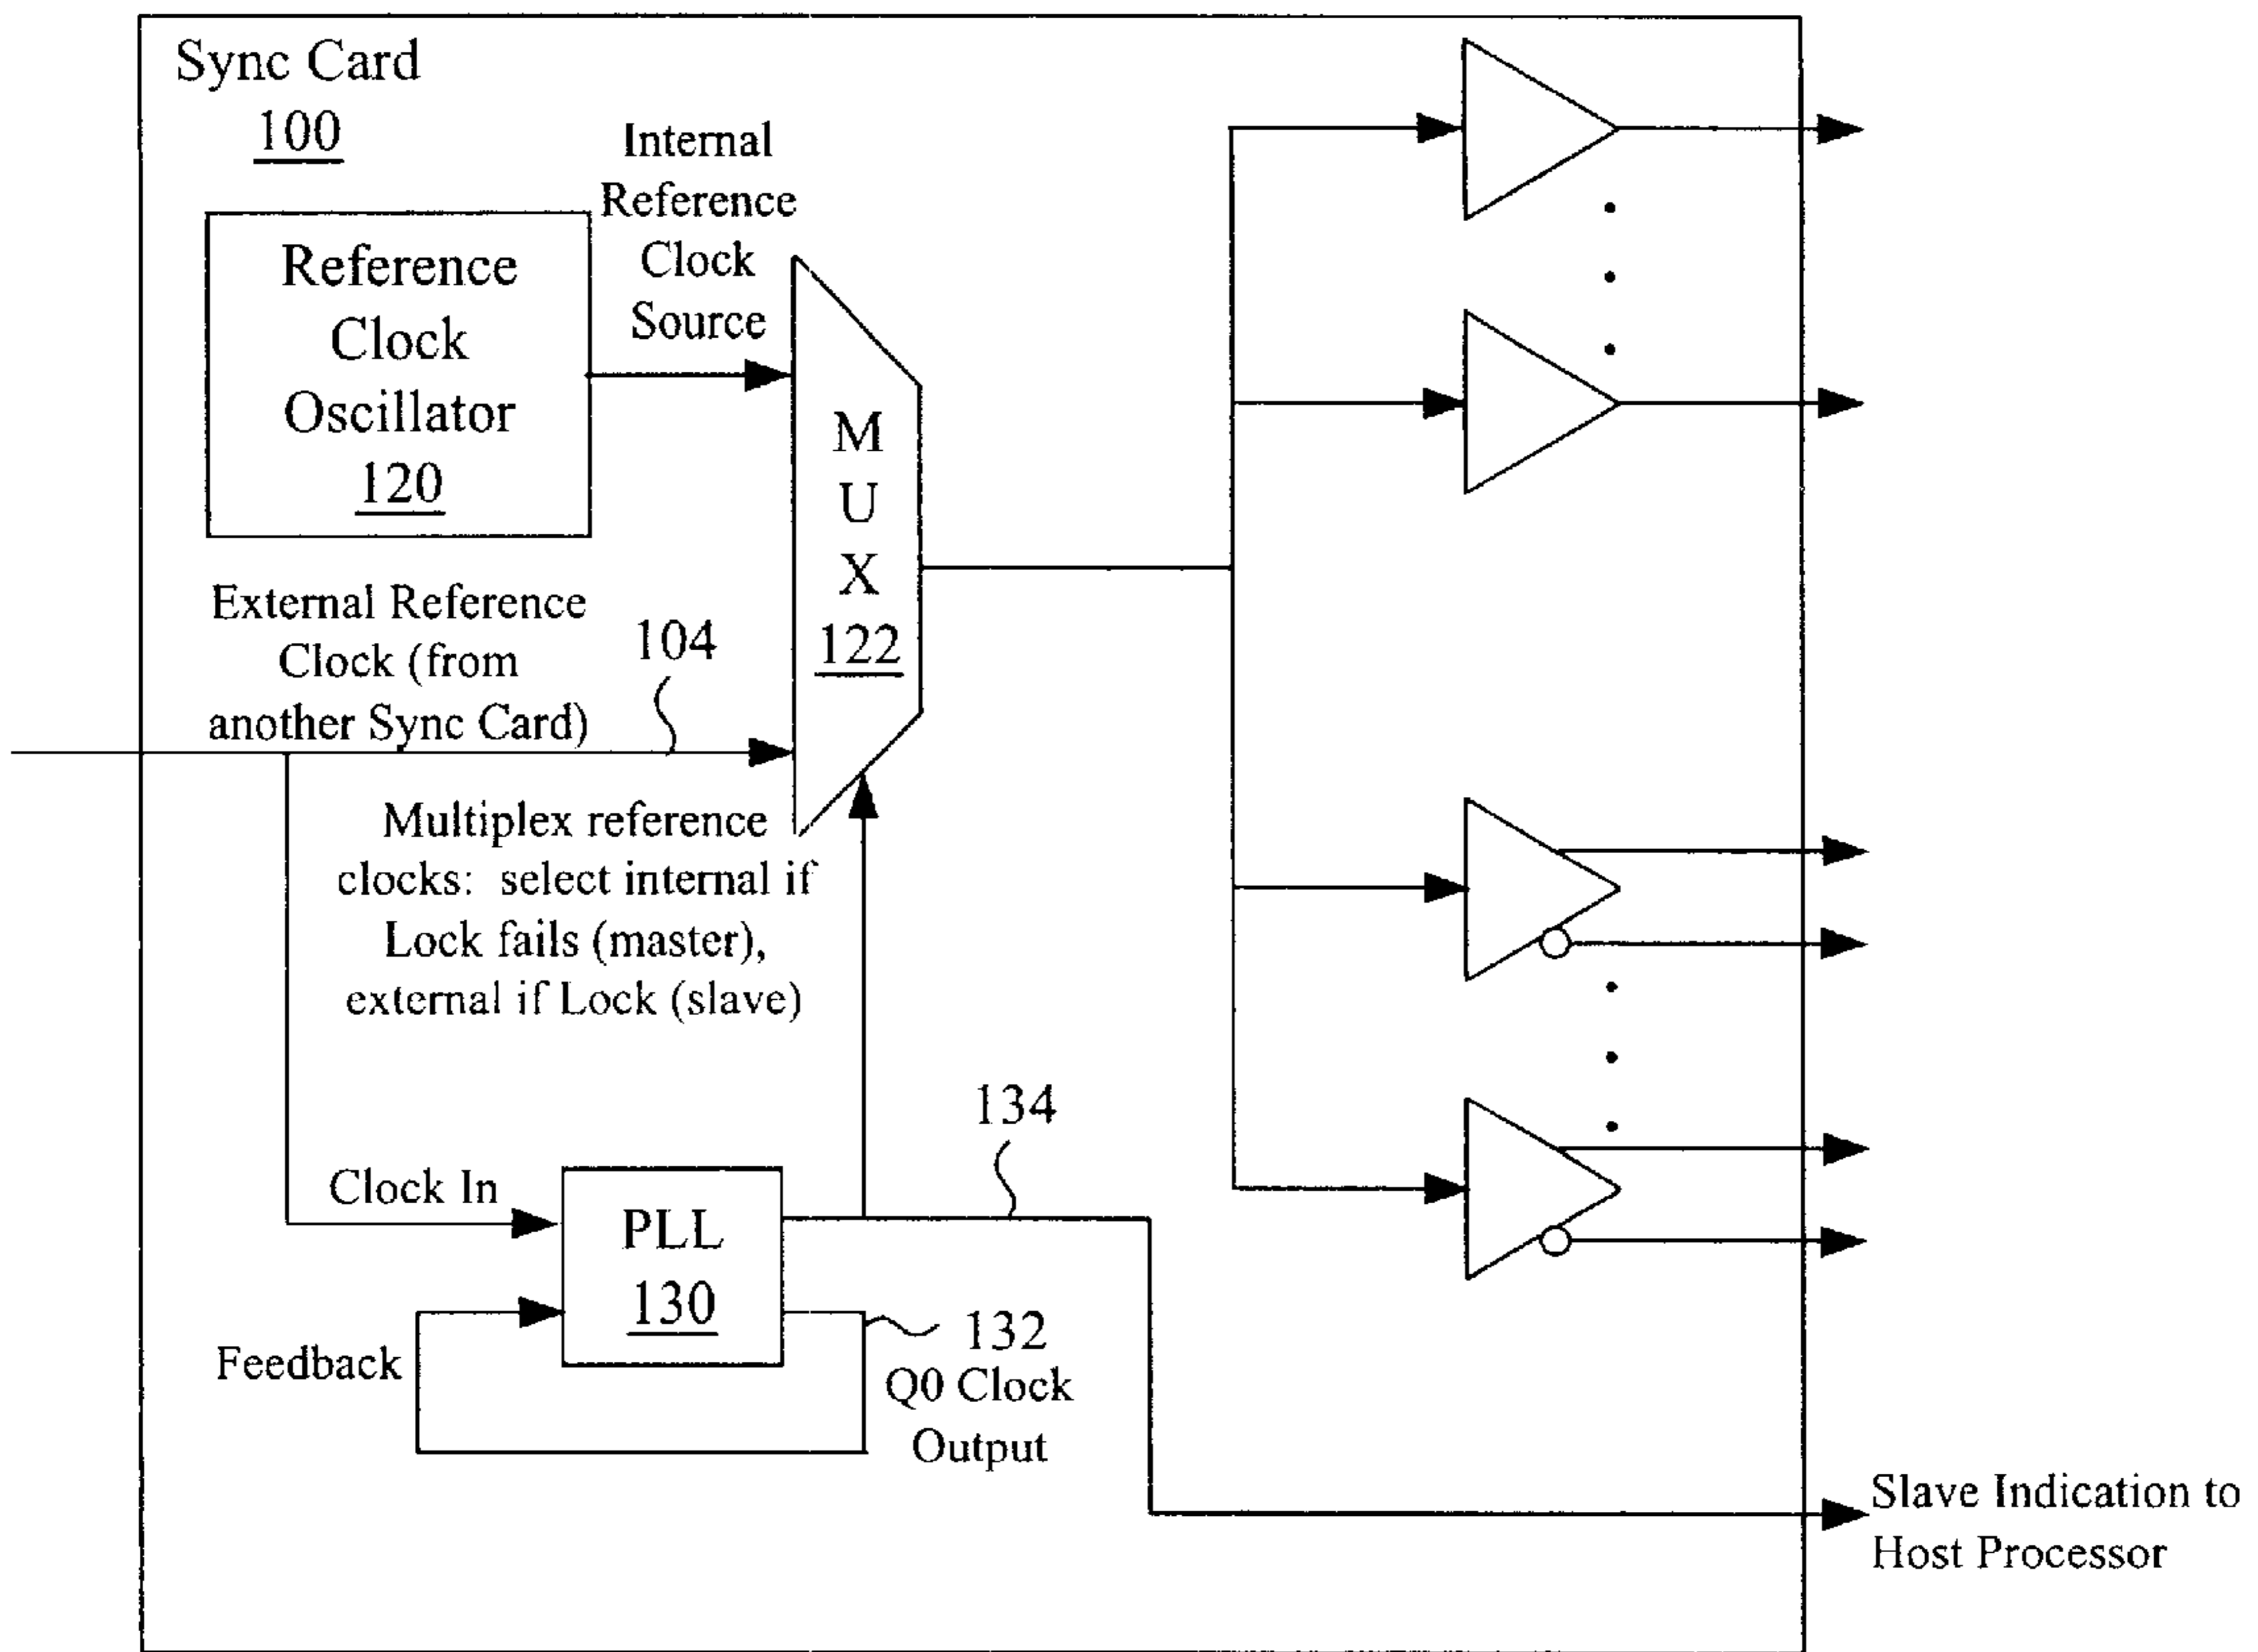 Sync Card
100
Internal
Reference
Clock
Source
Reference
Clock
Oscillator
120
M
U
X
122
External Reference
Clock (from
another Sync Card)
104
Multiplex reference
clocks: select internal if
Lock fails (master),
external if Lock (slave)
134
Clock In
PLL
130
Feedback
132
Q0 Clock
Output
Slave Indication to
Host Processor